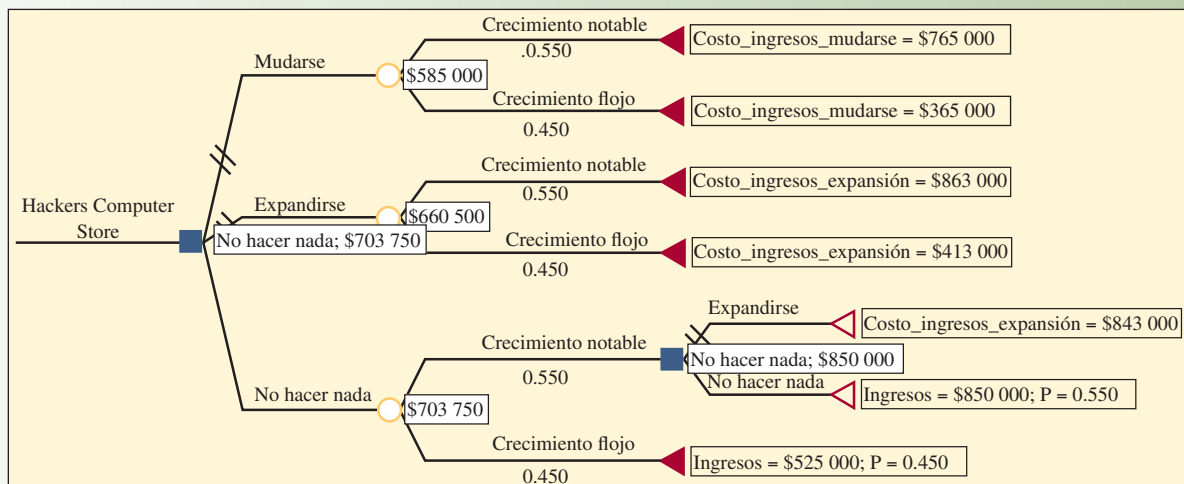 Crecimiento notable
.0.550
Costo_ingresos_mudarse = $765 000
Mudarse
$585 000
Crecimiento flojo
0.450
Costo_ingresos_mudarse = $365 000
Crecimiento notable
0.550
Costo_ingresos_expansión = $863 000
Hackers Computer
Store
Expandirse
$660 500
No hacer nada; $703 750
Crecimiento flojo
0.450
Costo_ingresos_expansión = $413 000
Expandirse
Costo_ingresos_expansión = $843 000
Crecimiento notable
0.550
No hacer nada; $850 000
No hacer nada
Ingresos = $850 000; P = 0.550
No hacer nada
$703 750
Crecimiento flojo
0.450
Ingresos = $525 000; P = 0.450